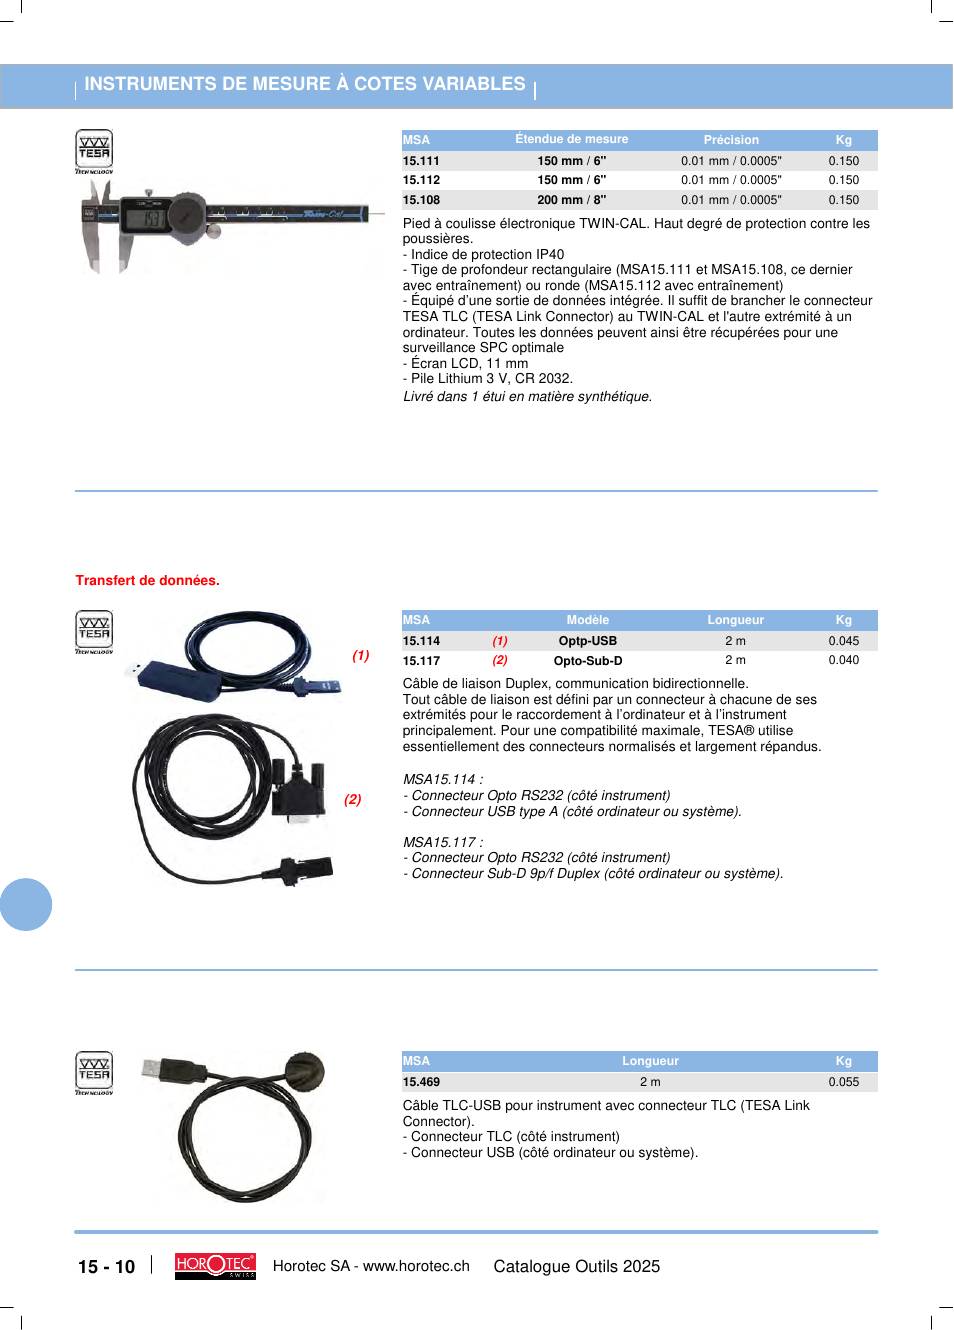 INSTRUMENTS DE MESURE À COTES VARIABLES
TESA
TECHNOLOGY
MSA Étendue de mesure Précision Kg
15.111 150 mm / 6" 0.01 mm / 0.0005" 0.150
15.112 150 mm / 6" 0.01 mm / 0.0005" 0.150
15.108 200 mm / 8" 0.01 mm / 0.0005" 0.150
Pied à coulisse électronique TWIN-CAL. Haut degré de protection contre les
poussières.
- Indice de protection IP40
- Tige de profondeur rectangulaire (MSA15.111 et MSA15.108, ce dernier
avec entraînement) ou ronde (MSA15.112 avec entraînement)
- Équipé d’une sortie de données intégrée. Il suffit de brancher le connecteur
TESA TLC (TESA Link Connector) au TWIN-CAL et l'autre extrémité à un
ordinateur. Toutes les données peuvent ainsi être récupérées pour une
surveillance SPC optimale
- Écran LCD, 11 mm
- Pile Lithium 3 V, CR 2032.
Livré dans 1 étui en matière synthétique.
Transfert de données.
TESA
TECHNOLOGY
(1)
(2)
MSA Modèle Longueur Kg
15.114 (1) Optp-USB 2 m 0.045
15.117 (2) Opto-Sub-D 2 m 0.040
Câble de liaison Duplex, communication bidirectionnelle.
Tout câble de liaison est défini par un connecteur à chacune de ses
extrémités pour le raccordement à l’ordinateur et à l’instrument
principalement. Pour une compatibilité maximale, TESA® utilise
essentiellement des connecteurs normalisés et largement répandus.
MSA15.114 :
- Connecteur Opto RS232 (côté instrument)
- Connecteur USB type A (côté ordinateur ou système).
MSA15.117 :
- Connecteur Opto RS232 (côté instrument)
- Connecteur Sub-D 9p/f Duplex (côté ordinateur ou système).
TESA
TECHNOLOGY
MSA Longueur Kg
15.469 2 m 0.055
Câble TLC-USB pour instrument avec connecteur TLC (TESA Link
Connector).
- Connecteur TLC (côté instrument)
- Connecteur USB (côté ordinateur ou système).
15 - 10 HOROTEC® SWISS Horotec SA - www.horotec.ch Catalogue Outils 2025